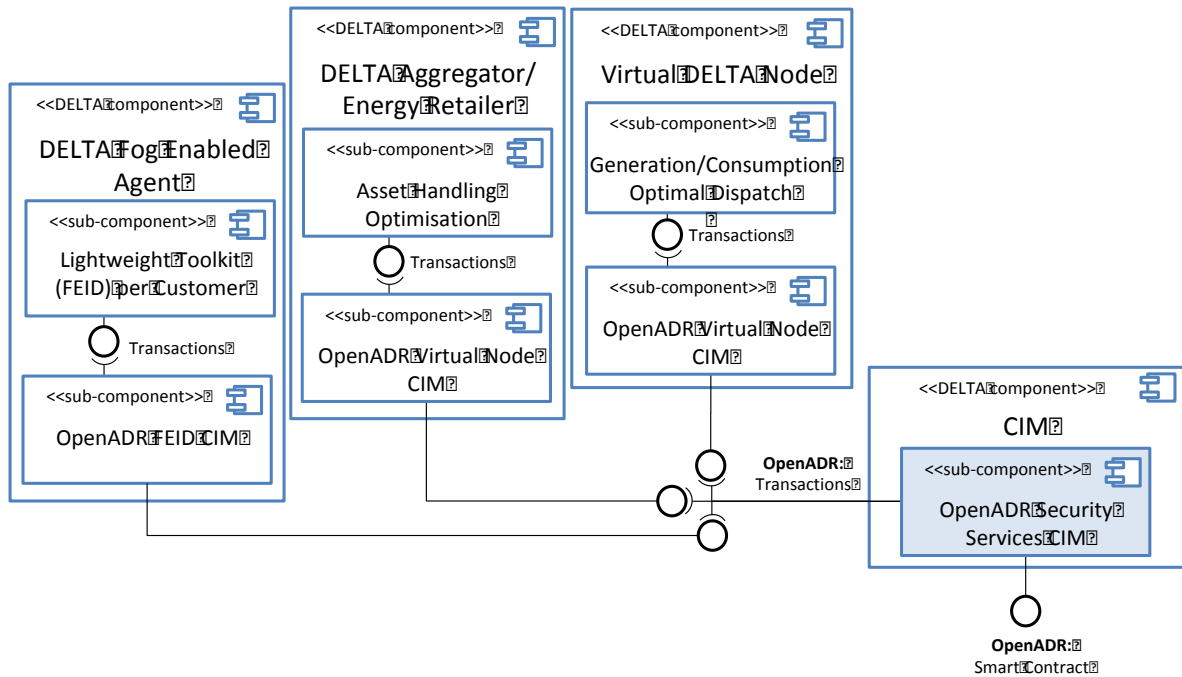 <<DELTA component>>
DELTA Fog Enabled
Agent
<<sub-component>>
Lightweight Toolkit
(FEID) per Customer
Transactions
<<sub-component>>
OpenADR FEID CIM
<<DELTA component>>
DELTA Aggregator/
Energy Retailer
<<sub-component>>
Asset Handling
Optimisation
Transactions
<<sub-component>>
OpenADR Virtual Node
CIM
<<DELTA component>>
Virtual DELTA Node
<<sub-component>>
Generation/Consumption
Optimal Dispatch
Transactions
<<sub-component>>
OpenADR Virtual Node
CIM
OpenADR:
Transactions
<<DELTA component>>
CIM
<<sub-component>>
OpenADR Security
Services CIM
OpenADR:
Smart Contract